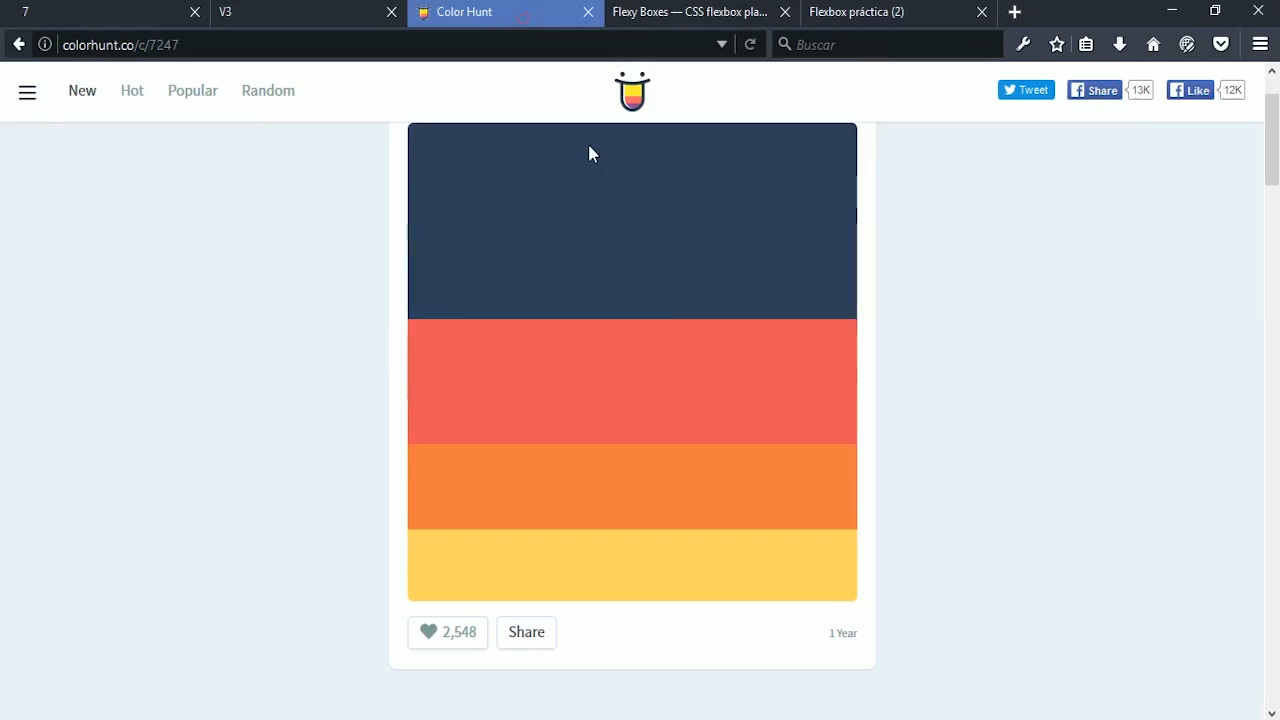 7
V3
Color Hunt
Flexy Boxes — CSS flexbox pla...
Flexbox práctica (2)
colorhunt.co/c/7247
Buscar
New
Hot
Popular
Random
Tweet
Share
13K
Like
12K
2,548
Share
1 Year